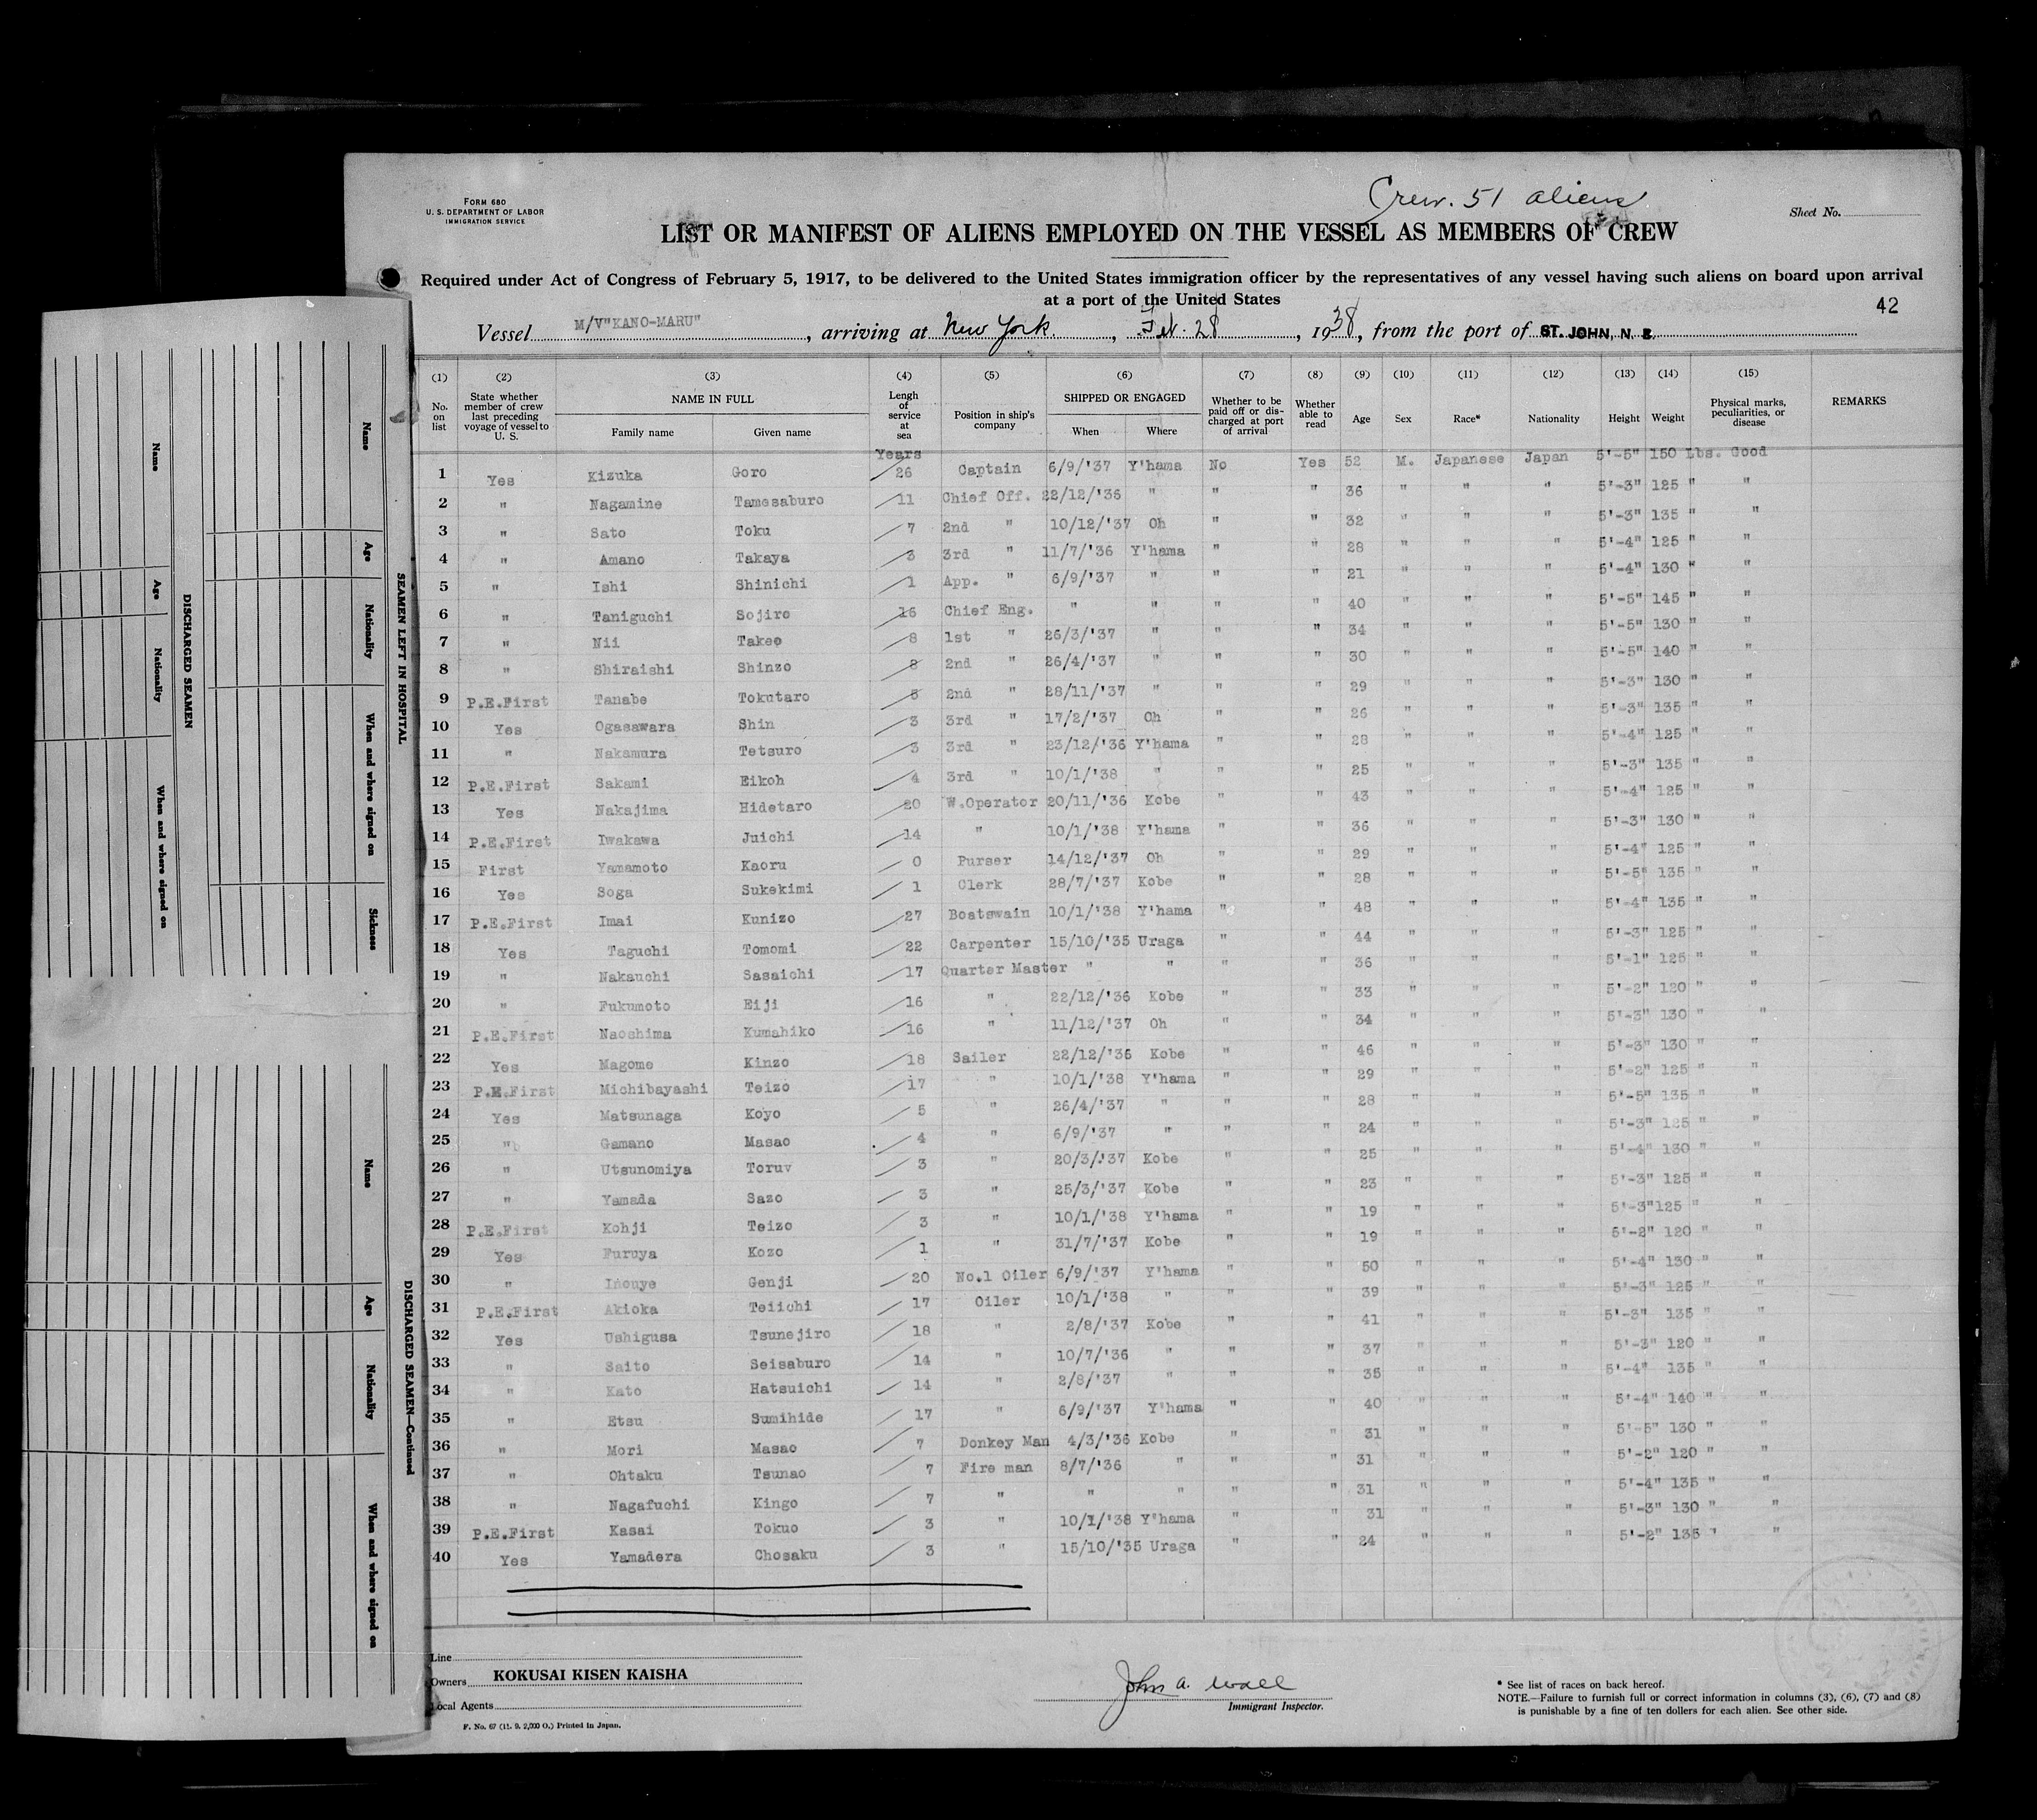 Crew. 51 aliens
FORM 680
U. S. DEPARTMENT OF LABOR
IMMIGRATION SERVICE
Sheet No.
LIST OR MANIFEST OF ALIENS EMPLOYED ON THE VESSEL AS MEMBERS OF CREW
Required under Act of Congress of February 5, 1917, to be delivered to the United States immigration officer by the representatives of any vessel having such aliens on board upon arrival
at a port of the United States
42
Vessel M/V"KANO-MARU", arriving at New York, Feb. 28, 1938, from the port of ST. JOHN, N. B.
(1) (2) (3) (4) (5) (6) (7) (8) (9) (10) (11) (12) (13) (14) (15)
No. on list
State whether member of crew last preceding voyage of vessel to U. S.
NAME IN FULL
Family name
Given name
Lengh of service at sea
Position in ship's company
SHIPPED OR ENGAGED
When
Where
Whether to be paid off or discharged at port of arrival
Whether able to read
Age
Sex
Race*
Nationality
Height
Weight
Physical marks, peculiarities, or disease
REMARKS
Years
1 Yes Kizuka Goro 26 Captain 6/9/'37 Y'hama No Yes 52 M. Japanese Japan 5'-5" 150 Lbs. Good
2 " Nagamine Tamesaburo 11 Chief Off. 22/12/'36 " " " 36 " " " 5'-3" 125 " "
3 " Sato Toku 7 2nd " 10/12/'37 Oh " " 32 " " " 5'-3" 135 " "
4 " Amano Takaya 3 3rd " 11/7/'36 Y'hama " " 28 " " " 5'-4" 125 " "
5 " Ishi Shinichi 1 App. " 6/9/'37 " " " 21 " " " 5'-4" 130 " "
6 " Taniguchi Sojiro 16 Chief Eng. " " " " 40 " " " 5'-5" 145 " "
7 " Nii Takeo 8 1st " 26/3/'37 " " " 34 " " " 5'-5" 130 " "
8 " Shiraishi Shinzo 8 2nd " 26/4/'37 " " " 30 " " " 5'-5" 140 " "
9 P.E.First Tanabe Tokutaro 5 2nd " 28/11/'37 " " " 29 " " " 5'-3" 130 " "
10 Yes Ogasawara Shin 3 3rd " 17/2/'37 Oh " " 26 " " " 5'-3" 135 " "
11 " Nakamura Tetsuro 3 3rd " 23/12/'36 Y'hama " " 28 " " " 5'-4" 125 " "
12 P.E.First Sakami Eikoh 4 3rd " 10/1/'38 " " " 25 " " " 5'-3" 135 " "
13 Yes Nakajima Hidetaro 20 W.Operator 20/11/'36 Kobe " " 43 " " " 5'-4" 125 " "
14 P.E.First Iwakawa Juichi 14 " 10/1/'38 Y'hama " " 36 " " " 5'-3" 130 " "
15 First Yamamoto Kaoru 0 Purser 14/12/'37 Oh " " 29 " " " 5'-4" 125 " "
16 Yes Soga Sukekimi 1 Clerk 28/7/'37 Kobe " " 28 " " " 5'-5" 135 " "
17 P.E.First Imai Kunizo 27 Boatswain 10/1/'38 Y'hama " " 48 " " " 5'-4" 135 " "
18 Yes Taguchi Tomomi 22 Carpenter 15/10/'35 Uraga " " 44 " " " 5'-3" 125 " "
19 " Nakauchi Sasaichi 17 Quarter Master " " " " 36 " " " 5'-1" 125 " "
20 " Fukumoto Eiji 16 " 22/12/'36 Kobe " " 33 " " " 5'-2" 120 " "
21 P.E.First Naoshima Kumahiko 16 " 11/12/'37 Oh " " 34 " " " 5'-3" 130 " "
22 Yes Magome Kinzo 18 Sailer 22/12/'36 Kobe " " 46 " " " 5'-3" 130 " "
23 P.E.First Michibayashi Teizo 17 " 10/1/'38 Y'hama " " 29 " " " 5'-2" 125 " "
24 Yes Matsunaga Koyo 5 " 26/4/'37 " " " 28 " " " 5'-5" 135 " "
25 " Gamano Masao 4 " 6/9/'37 " " " 24 " " " 5'-3" 125 " "
26 " Utsunomiya Toruv 3 " 20/3/'37 Kobe " " 25 " " " 5'-4" 130 " "
27 " Yamada Sazo 3 " 25/3/'37 Kobe " " 23 " " " 5'-3" 125 " "
28 P.E.First Kohji Teizo 3 " 10/1/'38 Y'hama " " 19 " " " 5'-3" 125 " "
29 Yes Furuya Kozo 1 " 31/7/'37 Kobe " " 19 " " " 5'-2" 120 " "
30 " Inouye Genji 20 No.1 Oiler 6/9/'37 Y'hama " " 50 " " " 5'-4" 130 " "
31 P.E.First Akioka Teiichi 17 Oiler 10/1/'38 " " " 39 " " " 5'-3" 125 " "
32 Yes Ushigusa Tsunejiro 18 " 2/8/'37 Kobe " " 41 " " " 5'-3" 135 " "
33 " Saito Seisaburo 14 " 10/7/'36 " " " 37 " " " 5'-3" 120 " "
34 " Kato Hatsuichi 14 " 2/8/'37 " " " 35 " " " 5'-4" 135 " "
35 " Etsu Sumihide 17 " 6/9/'37 Y'hama " " 40 " " " 5'-4" 140 " "
36 " Mori Masao 7 Donkey Man 4/3/'36 Kobe " " 31 " " " 5'-5" 130 " "
37 " Ohtaku Tsunao 7 Fire man 8/7/'36 " " " 31 " " " 5'-2" 120 " "
38 " Nagafuchi Kingo 7 " " " " " 31 " " " 5'-4" 135 " "
39 P.E.First Kasai Tokuo 3 " 10/1/'38 Y'hama " " 31 " " " 5'-3" 130 " "
40 Yes Yamadera Chosaku 3 " 15/10/'35 Uraga " " 24 " " " 5'-2" 135 " "
Line
Owners KOKUSAI KISEN KAISHA
Local Agents
F. No. 67 (11. 9. 2,000 O.) Printed in Japan.
John A. Wall
Immigrant Inspector.
* See list of races on back hereof.
NOTE.—Failure to furnish full or correct information in columns (3), (6), (7) and (8)
is punishable by a fine of ten dollars for each alien. See other side.
SEAMEN LEFT IN HOSPITAL
Name
Age
Nationality
When and where signed on
Sickness
DISCHARGED SEAMEN
Name
Age
Nationality
When and where signed on
DISCHARGED SEAMEN—Continued
Name
Age
Nationality
When and where signed on